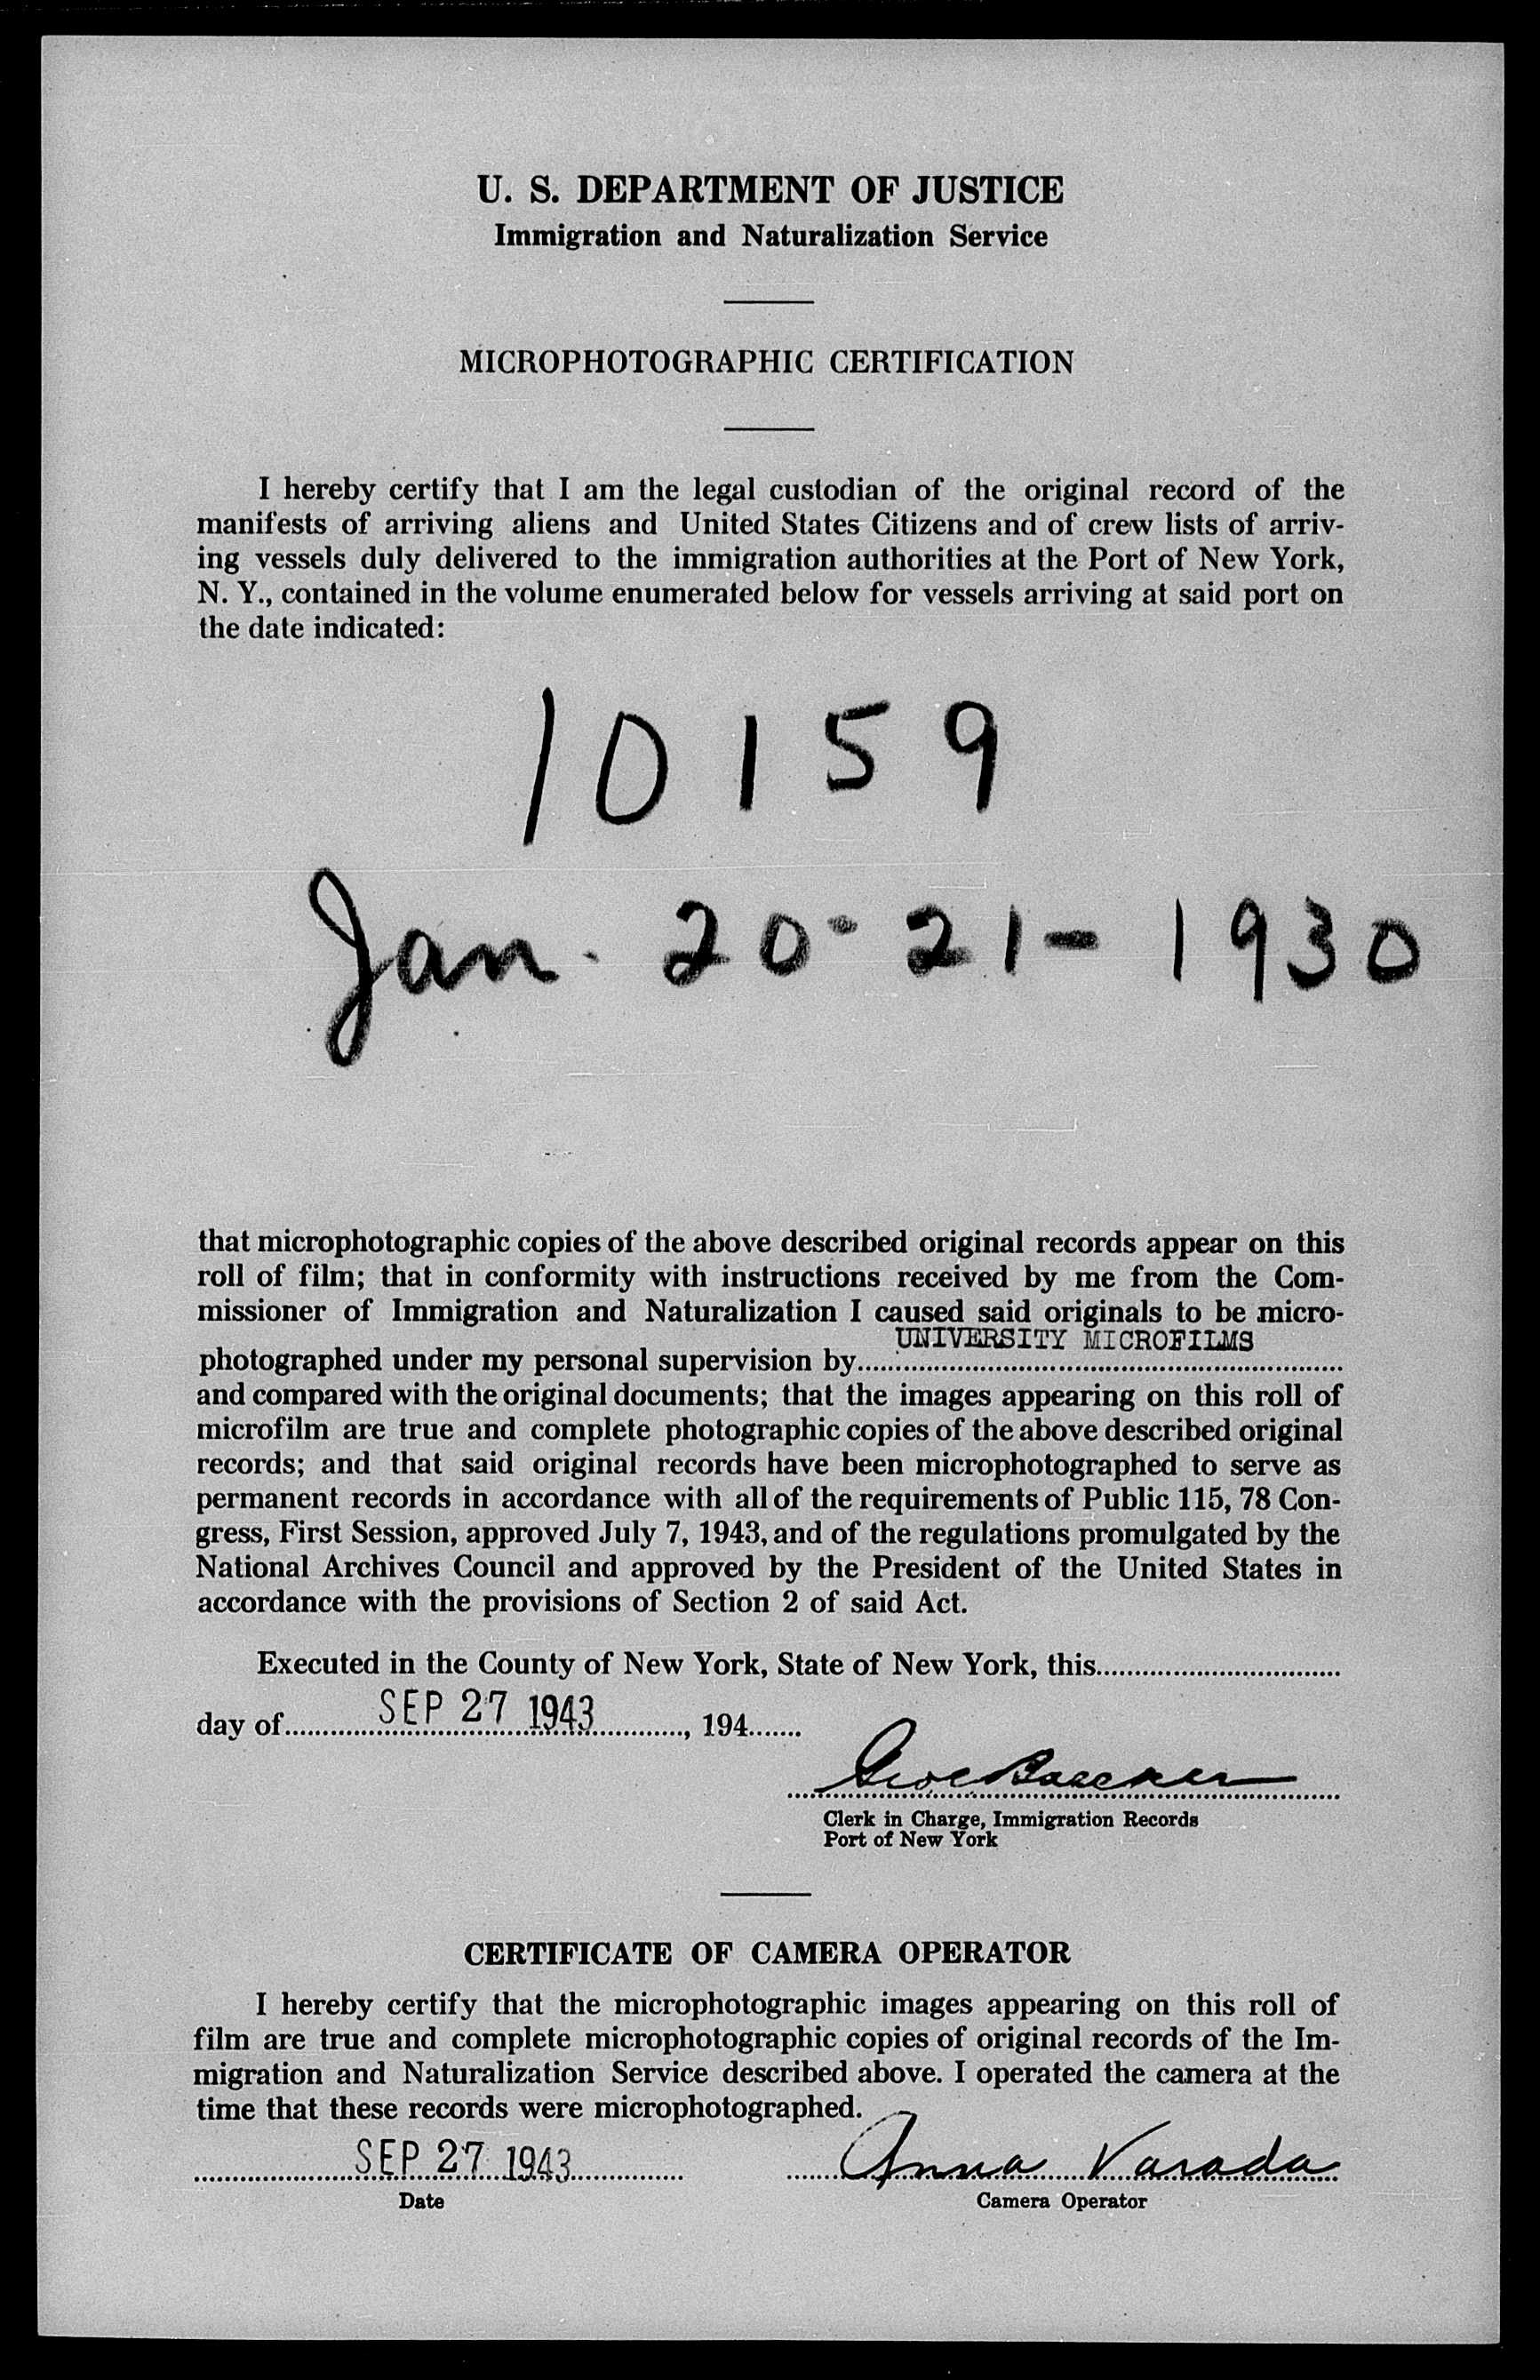 U. S. DEPARTMENT OF JUSTICE
Immigration and Naturalization Service
MICROPHOTOGRAPHIC CERTIFICATION
I hereby certify that I am the legal custodian of the original record of the
manifests of arriving aliens and United States Citizens and of crew lists of arriv-
ing vessels duly delivered to the immigration authorities at the Port of New York,
N. Y., contained in the volume enumerated below for vessels arriving at said port on
the date indicated:
10159
Jan. 20-21-1930
that microphotographic copies of the above described original records appear on this
roll of film; that in conformity with instructions received by me from the Com-
missioner of Immigration and Naturalization I caused said originals to be micro-
UNIVERSITY MICROFILMS
photographed under my personal supervision by
and compared with the original documents; that the images appearing on this roll of
microfilm are true and complete photographic copies of the above described original
records; and that said original records have been microphotographed to serve as
permanent records in accordance with all of the requirements of Public 115, 78 Con-
gress, First Session, approved July 7, 1943, and of the regulations promulgated by the
National Archives Council and approved by the President of the United States in
accordance with the provisions of Section 2 of said Act.
Executed in the County of New York, State of New York, this
day of SEP 27 1943, 194
Clerk in Charge, Immigration Records
Port of New York
CERTIFICATE OF CAMERA OPERATOR
I hereby certify that the microphotographic images appearing on this roll of
film are true and complete microphotographic copies of original records of the Im-
migration and Naturalization Service described above. I operated the camera at the
time that these records were microphotographed.
SEP 27 1943 Anna Varada
Date Camera Operator